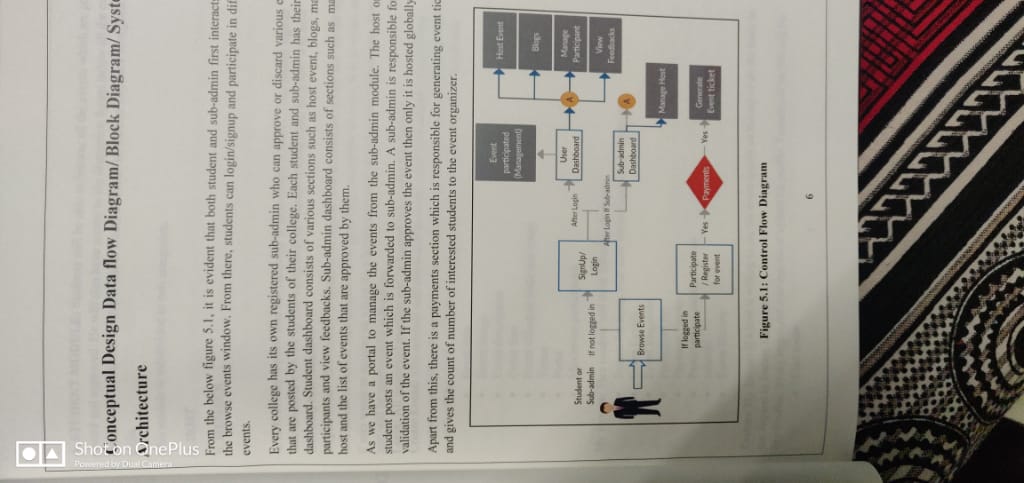 Shot on OnePlus
Powered by Dual Camera
Conceptual Design Data flow Diagram/ Block Diagram/
Architecture
From the below figure 5.1, it is evident that both student and sub-admin first
the browse events window. From there, students can login/signup and participate in
events.
Every college has its own registered sub-admin who can approve or discard various
that are posted by the students of their college. Each student and sub-admin has their
dashboard. Student dashboard consists of various sections such as host event, blogs,
participants and view feedbacks. Sub-admin dashboard consists of sections such as
host and the list of events that are approved by them.
As we have a portal to manage the events from the sub-admin module. The host
student posts an event which is forwarded to sub-admin. A sub-admin is responsible
validation of the event. If the sub-admin approves the event then only it is hosted globally
Apart from this, there is a payments section which is responsible for generating event
and gives the count of number of interested students to the event organizer.
Event
participated
(Management)
Host Event
Blogs
Manage
Participant
View
Feedbacks
User
Dashboard
A
After Login
SignUp/
Login
Student or
Sub-admin
If not logged in
After Login If Sub-admin
Sub-admin
Dashboard
A
Browse Events
Manage Host
If logged in
participate
Participate
/ Register
for event
Yes
Payments
Yes
Generate
Event ticket
Figure 5.1: Control Flow Diagram
6